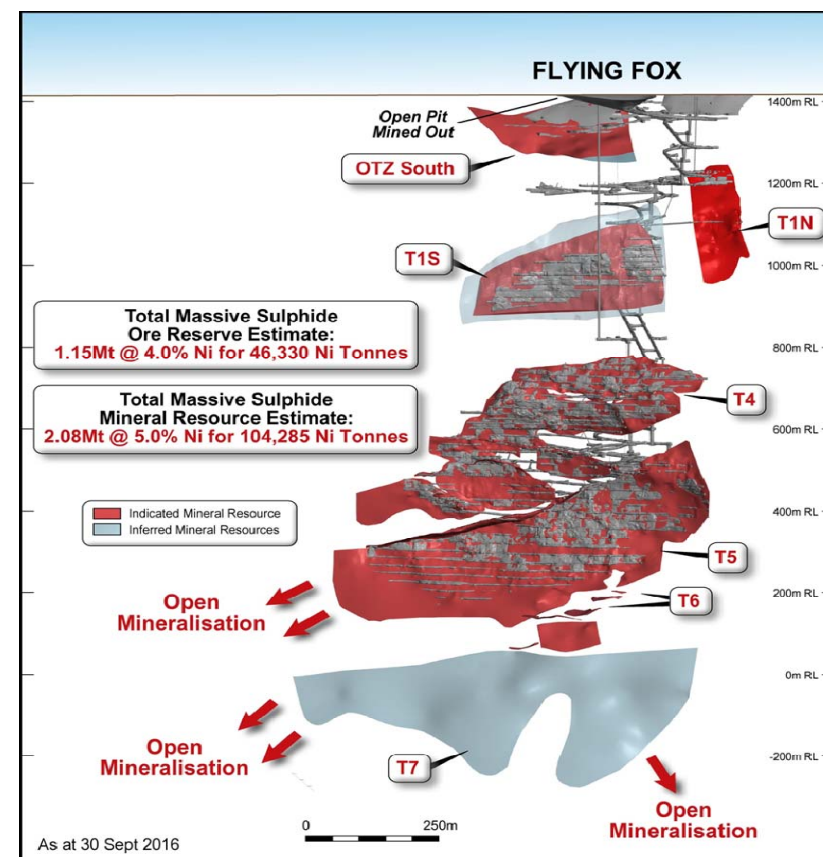 FLYING FOX
1400m RL
Open Pit
Mined Out
OTZ South
1200m RL
T1N
T1S
1000m RL
Total Massive Sulphide
Ore Reserve Estimate:
1.15Mt @ 4.0% Ni for 46,330 Ni Tonnes
800m RL
Total Massive Sulphide
Mineral Resource Estimate:
2.08Mt @ 5.0% Ni for 104,285 Ni Tonnes
T4
600m RL
Indicated Mineral Resource
Inferred Mineral Resources
400m RL
T5
200m RL
Open
Mineralisation
T6
0m RL
Open
Mineralisation
T7
-200m RL
Open
Mineralisation
0 250m
As at 30 Sept 2016